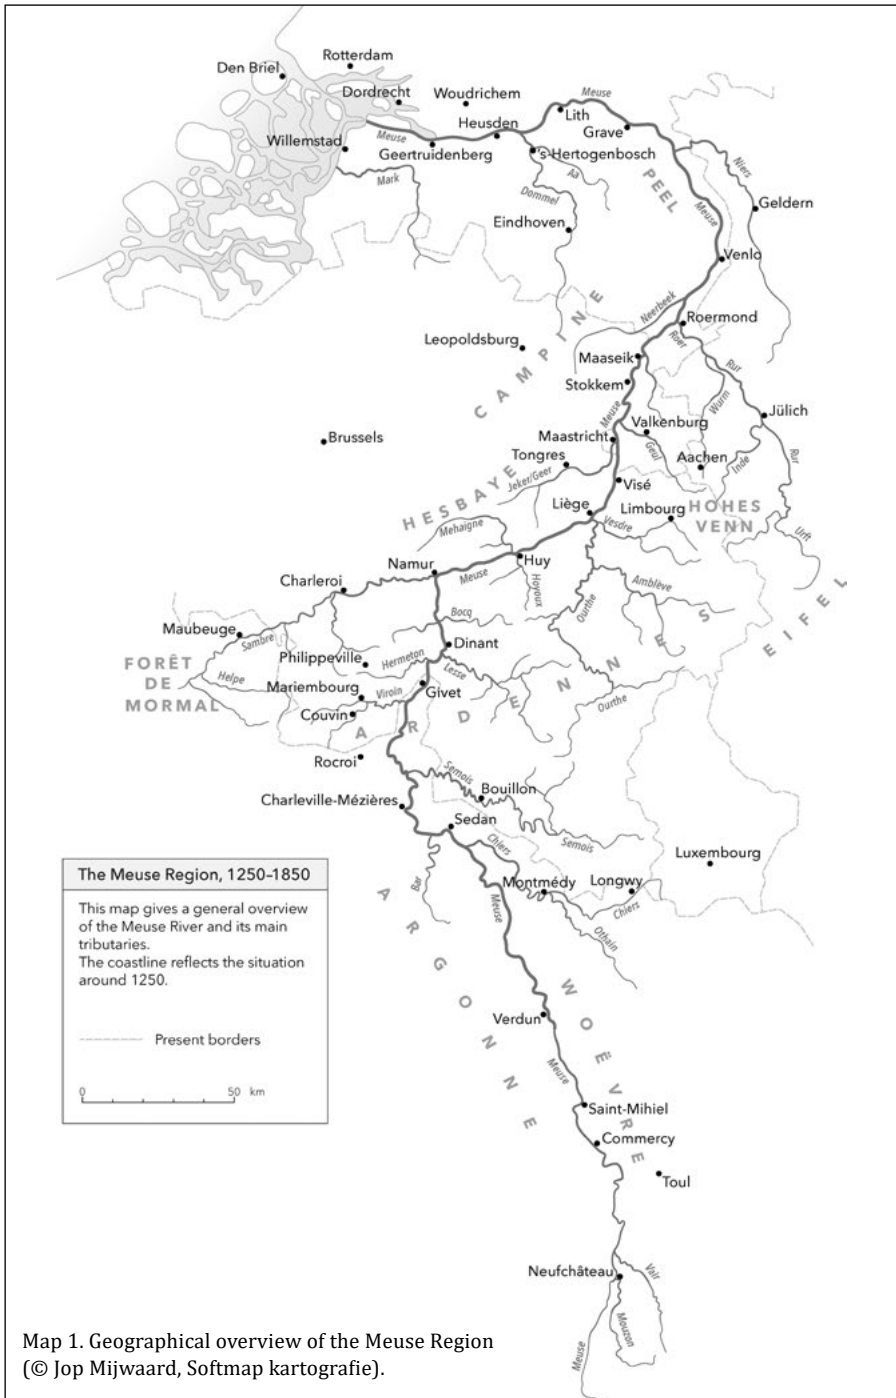 Rotterdam
Den Briel
Dordrecht
Woudrichem
Meuse
Lith
Heusden
Grave
Willemstad
Meuse
Geertruidenberg
's-Hertogenbosch
Niers
Aa
PEEL
Mark
Dommel
Geldern
Meuse
Eindhoven
Venlo
Neerbeek
Roermond
CAMPINE
Leopoldsburg
Roer
Maaseik
Rur
Stokkem
Wurm
Jülich
Meuse
Valkenburg
Brussels
Maastricht
Geul
Tongres
Aachen
Inde
Rur
HESBAYE
Jeker/Geer
Visé
HOHES
VENN
Liège
Limbourg
Mehaigne
Vesdre
Urft
Namur
Huy
Meuse
Charleroi
Hoyoux
Amblève
Ourthe
EIFEL
Bocq
Maubeuge
Sambre
Dinant
FORÊT
DE
MORMAL
Philippeville
Hermeton
Lesse
Helpe
Mariembourg
Viroin
Givet
Ourthe
Couvin
ARDENNES
Rocroi
Semois
Bouillon
Charleville-Mézières
Sedan
Semois
Chiers
Luxembourg
Bar
Montmédy
Longwy
Meuse
Chiers
Othain
ARGONNE
WOËVRE
Verdun
Meuse
Saint-Mihiel
Commercy
Toul
Neufchâteau
Vair
Mouzon
Meuse
The Meuse Region, 1250–1850
This map gives a general overview
of the Meuse River and its main
tributaries.
The coastline reflects the situation
around 1250.
Present borders
0 50 km
Map 1. Geographical overview of the Meuse Region
(© Jop Mijwaard, Softmap kartografie).